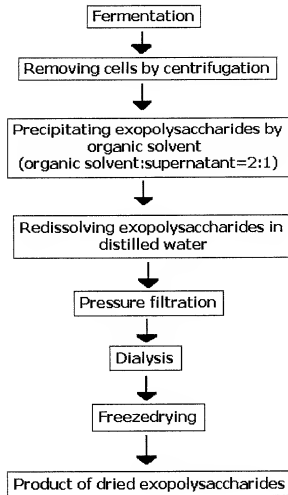 Fermentation
Removing cells by centrifugation
Precipitating exopolysaccharides by
organic solvent
(organic solvent:supernatant=2:1)
Redissolving exopolysaccharides in
distilled water
Pressure filtration
Dialysis
Freezedrying
Product of dried exopolysaccharides